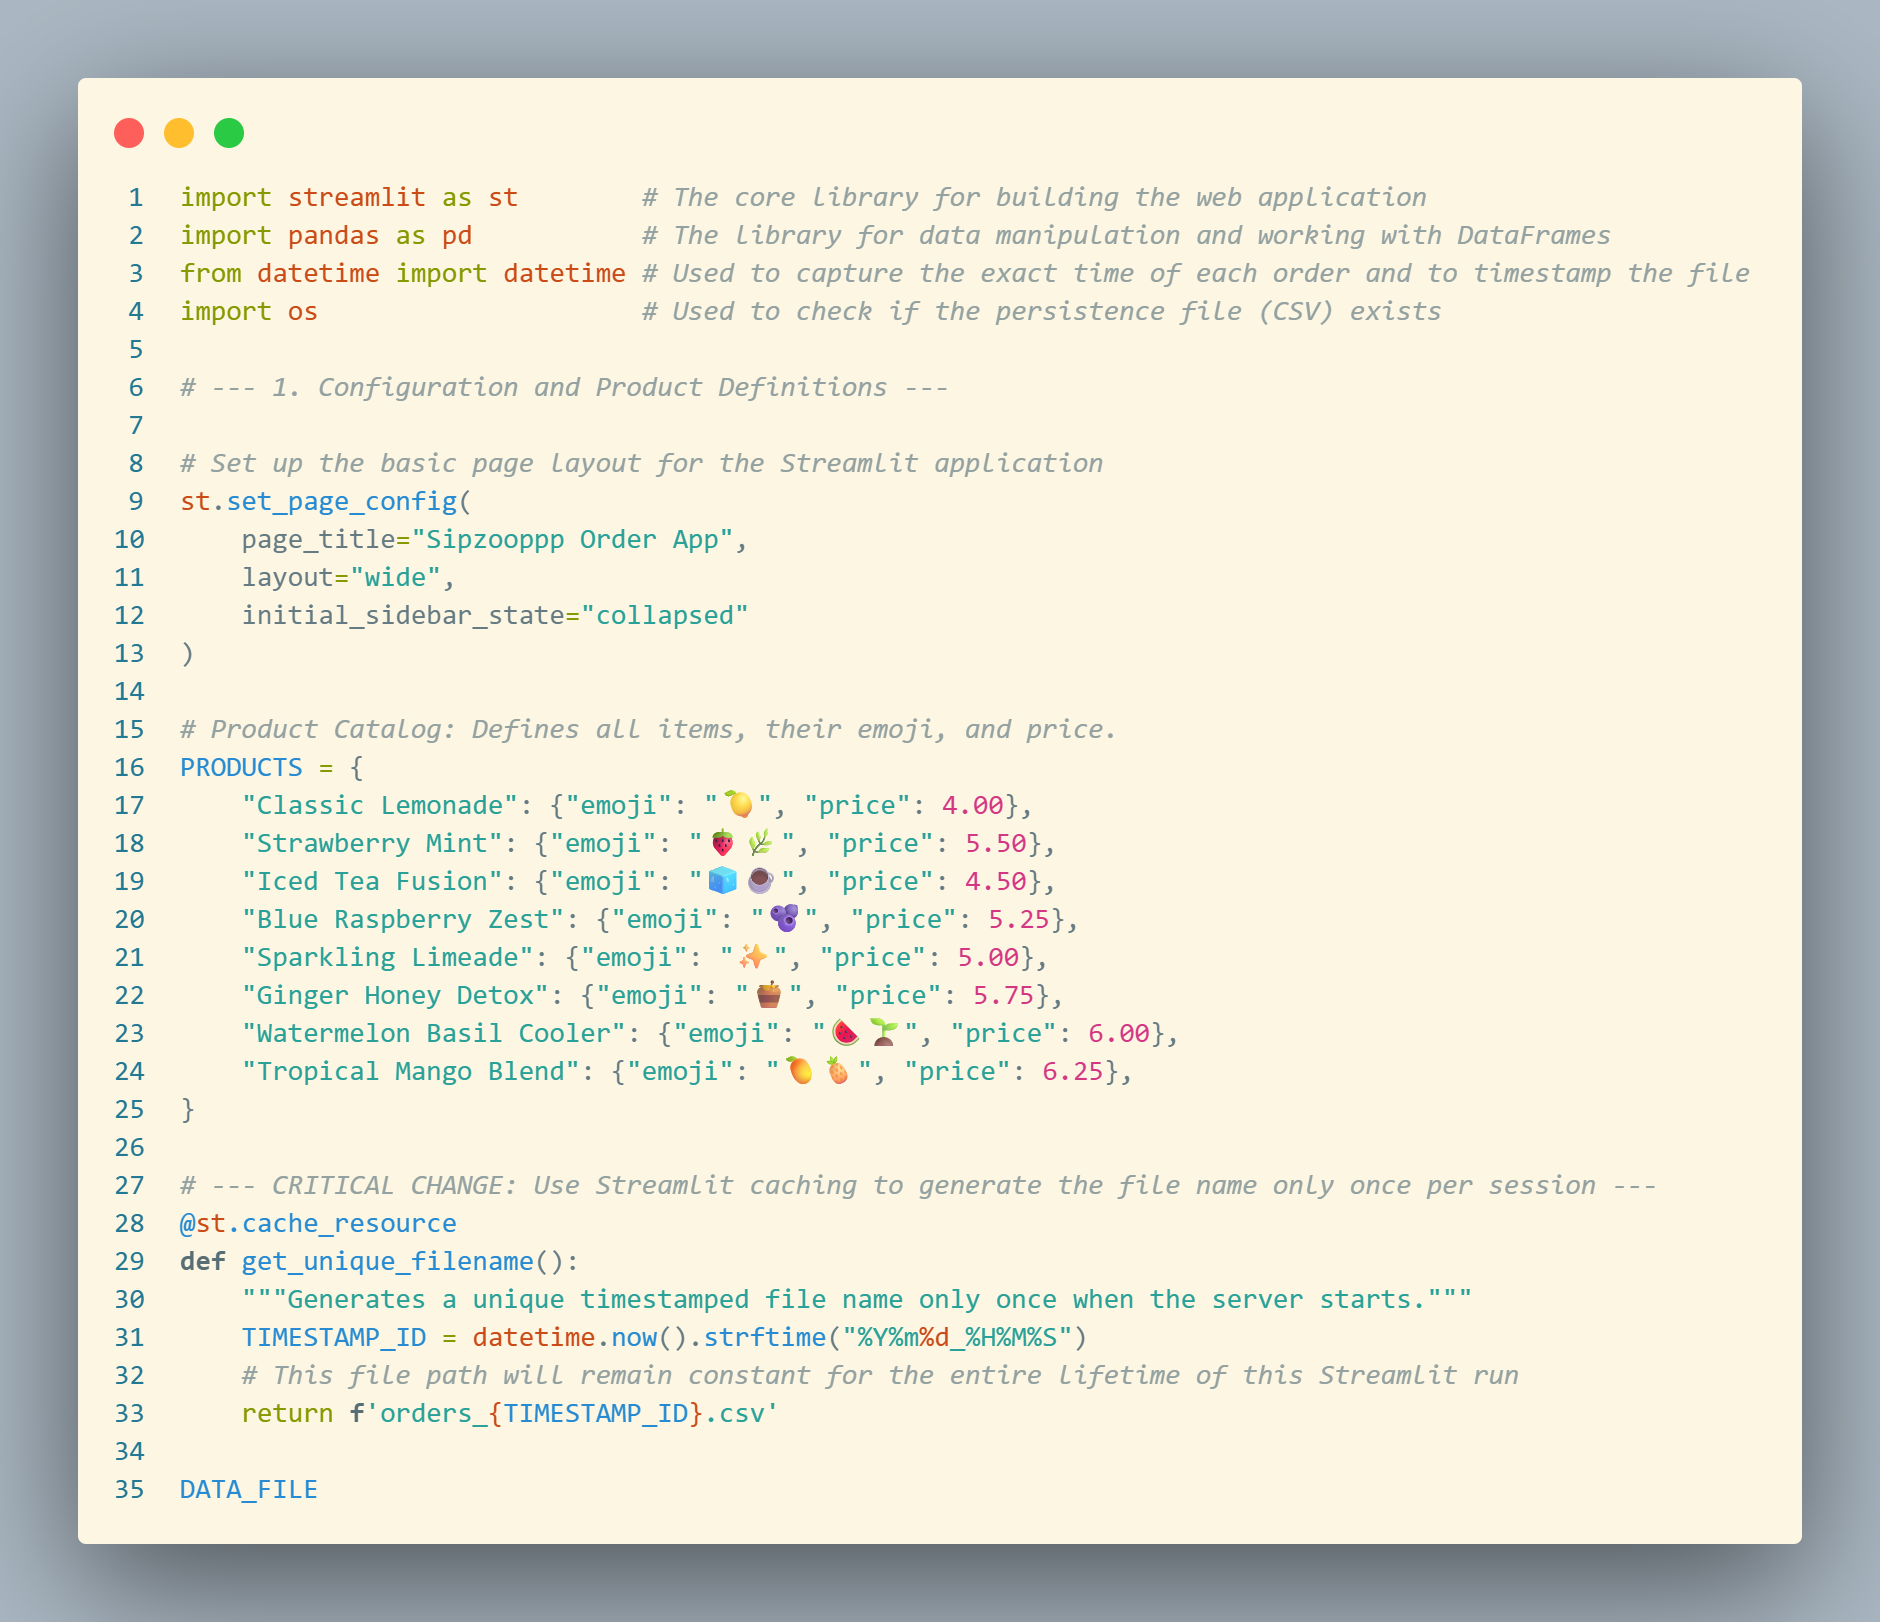 1 import streamlit as st        # The core library for building the web application
2 import pandas as pd           # The library for data manipulation and working with DataFrames
3 from datetime import datetime # Used to capture the exact time of each order and to timestamp the file
4 import os                     # Used to check if the persistence file (CSV) exists
5
6 # --- 1. Configuration and Product Definitions ---
7
8 # Set up the basic page layout for the Streamlit application
9 st.set_page_config(
10     page_title="Sipzooppp Order App",
11     layout="wide",
12     initial_sidebar_state="collapsed"
13 )
14
15 # Product Catalog: Defines all items, their emoji, and price.
16 PRODUCTS = {
17     "Classic Lemonade": {"emoji": "🍋", "price": 4.00},
18     "Strawberry Mint": {"emoji": "🍓🌿", "price": 5.50},
19     "Iced Tea Fusion": {"emoji": "🧊☕", "price": 4.50},
20     "Blue Raspberry Zest": {"emoji": "🫐", "price": 5.25},
21     "Sparkling Limeade": {"emoji": "✨", "price": 5.00},
22     "Ginger Honey Detox": {"emoji": "🍯", "price": 5.75},
23     "Watermelon Basil Cooler": {"emoji": "🍉🌱", "price": 6.00},
24     "Tropical Mango Blend": {"emoji": "🥭🍍", "price": 6.25},
25 }
26
27 # --- CRITICAL CHANGE: Use Streamlit caching to generate the file name only once per session ---
28 @st.cache_resource
29 def get_unique_filename():
30     """Generates a unique timestamped file name only once when the server starts."""
31     TIMESTAMP_ID = datetime.now().strftime("%Y%m%d_%H%M%S")
32     # This file path will remain constant for the entire lifetime of this Streamlit run
33     return f'orders_{TIMESTAMP_ID}.csv'
34
35 DATA_FILE